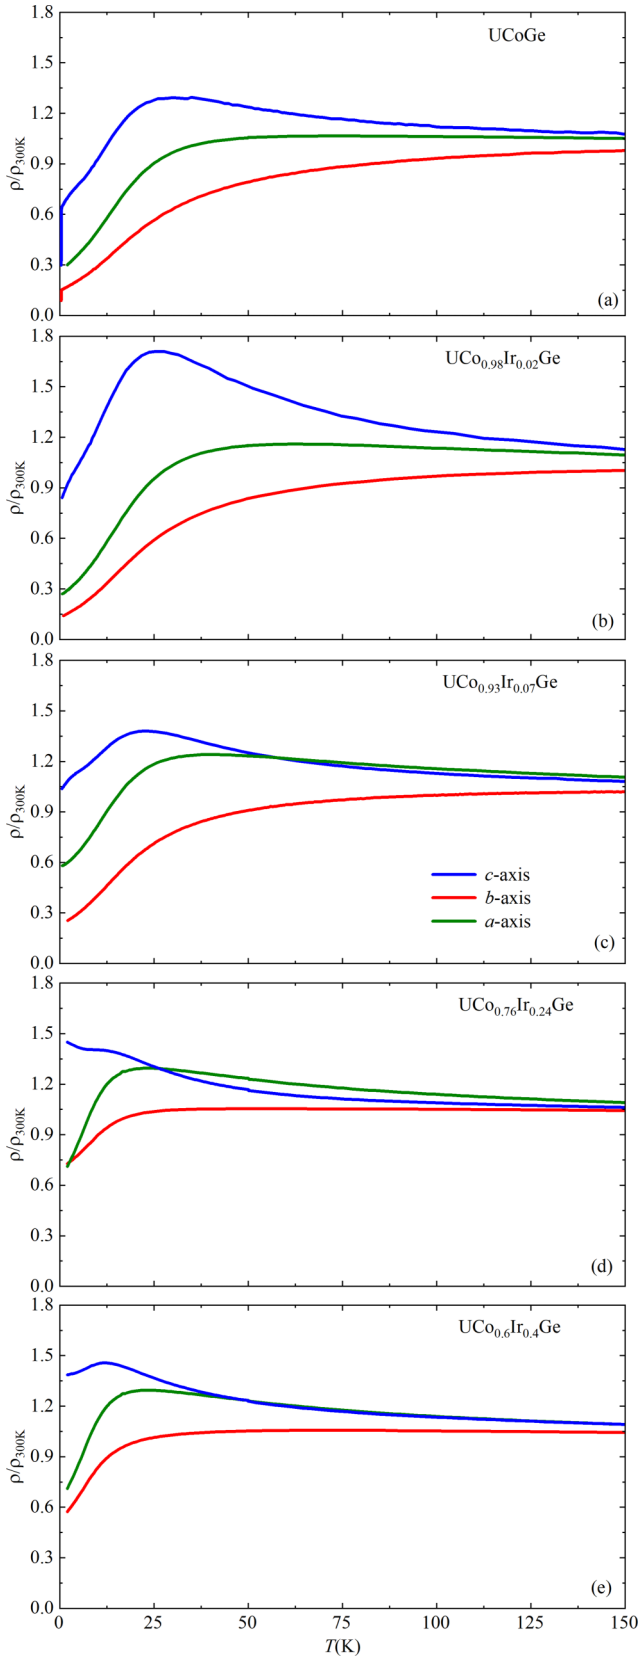 1.8
UCoGe
1.5
1.2
0.9
0.6
0.3
0.0
ρ/ρ300K
(a)
1.8
UCo0.98Ir0.02Ge
1.5
1.2
0.9
0.6
0.3
0.0
ρ/ρ300K
(b)
1.8
UCo0.93Ir0.07Ge
1.5
1.2
0.9
0.6
0.3
0.0
ρ/ρ300K
c-axis
b-axis
a-axis
(c)
1.8
UCo0.76Ir0.24Ge
1.5
1.2
0.9
0.6
0.3
0.0
ρ/ρ300K
(d)
1.8
UCo0.6Ir0.4Ge
1.5
1.2
0.9
0.6
0.3
0.0
ρ/ρ300K
(e)
0 25 50 75 100 125 150
T(K)